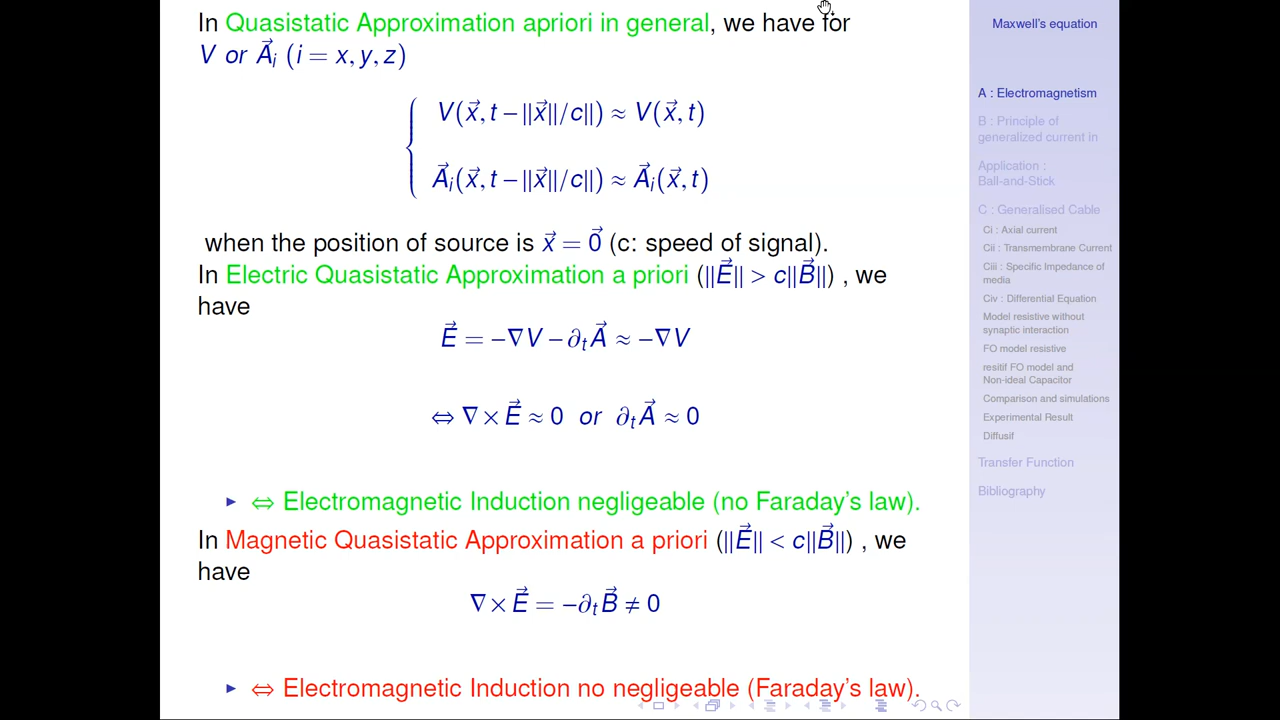 In Quasistatic Approximation apriori in general, we have for
V or A⃗ᵢ (i = x, y, z)
V(x⃗, t − ||x⃗||/c||) ≈ V(x⃗, t)
A⃗ᵢ(x⃗, t − ||x⃗||/c||) ≈ A⃗ᵢ(x⃗, t)
when the position of source is x⃗ = 0⃗ (c: speed of signal).
In Electric Quasistatic Approximation a priori (||E⃗|| > c||B⃗||) , we
have
E⃗ = −∇V − ∂ₜA⃗ ≈ −∇V
⇔ ∇ × E⃗ ≈ 0 or ∂ₜA⃗ ≈ 0
▶ ⇔ Electromagnetic Induction negligeable (no Faraday's law).
In Magnetic Quasistatic Approximation a priori (||E⃗|| < c||B⃗||) , we
have
∇ × E⃗ = −∂ₜB⃗ ≠ 0
▶ ⇔ Electromagnetic Induction no negligeable (Faraday's law).
Maxwell's equation
A : Electromagnetism
B : Principle of
generalized current in
Application :
Ball-and-Stick
C : Generalised Cable
Ci : Axial current
Cii : Transmembrane Current
Ciii : Specific Impedance of
media
Civ : Differential Equation
Model resistive without
synaptic interaction
FO model resistive
resitif FO model and
Non-ideal Capacitor
Comparison and simulations
Experimental Result
Diffusif
Transfer Function
Bibliography